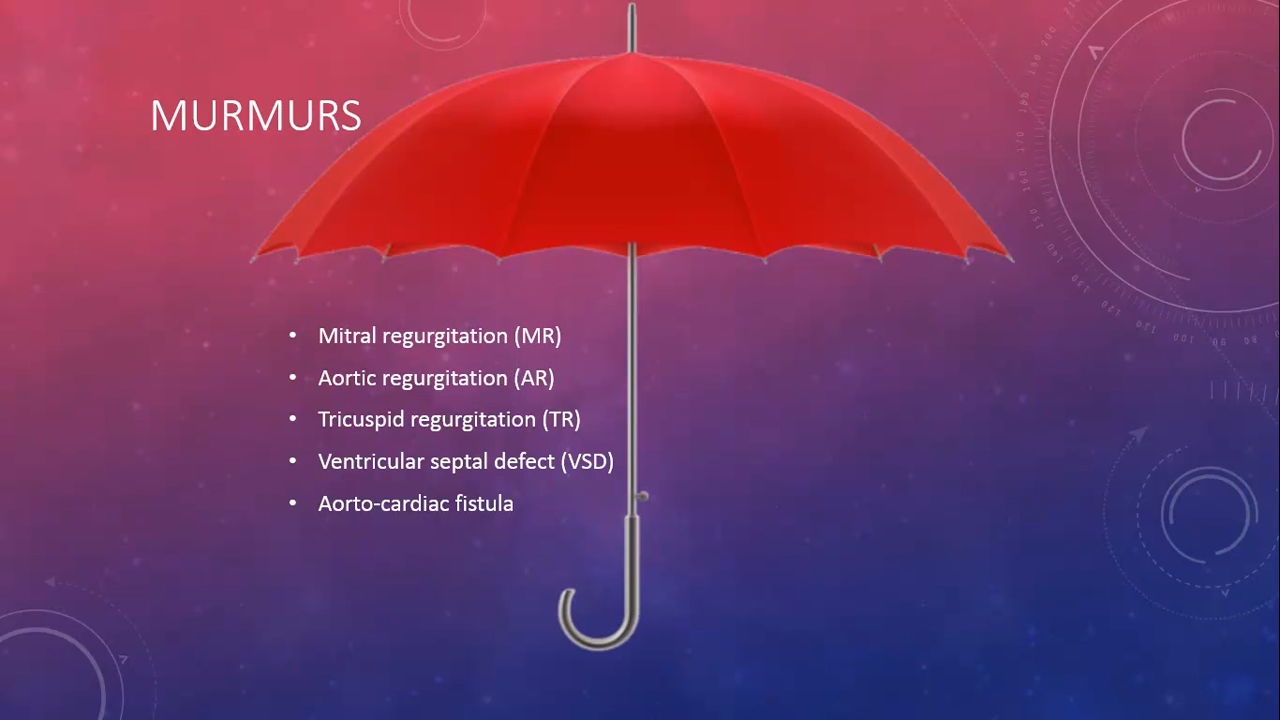 MURMURS
• Mitral regurgitation (MR)
• Aortic regurgitation (AR)
• Tricuspid regurgitation (TR)
• Ventricular septal defect (VSD)
• Aorto-cardiac fistula